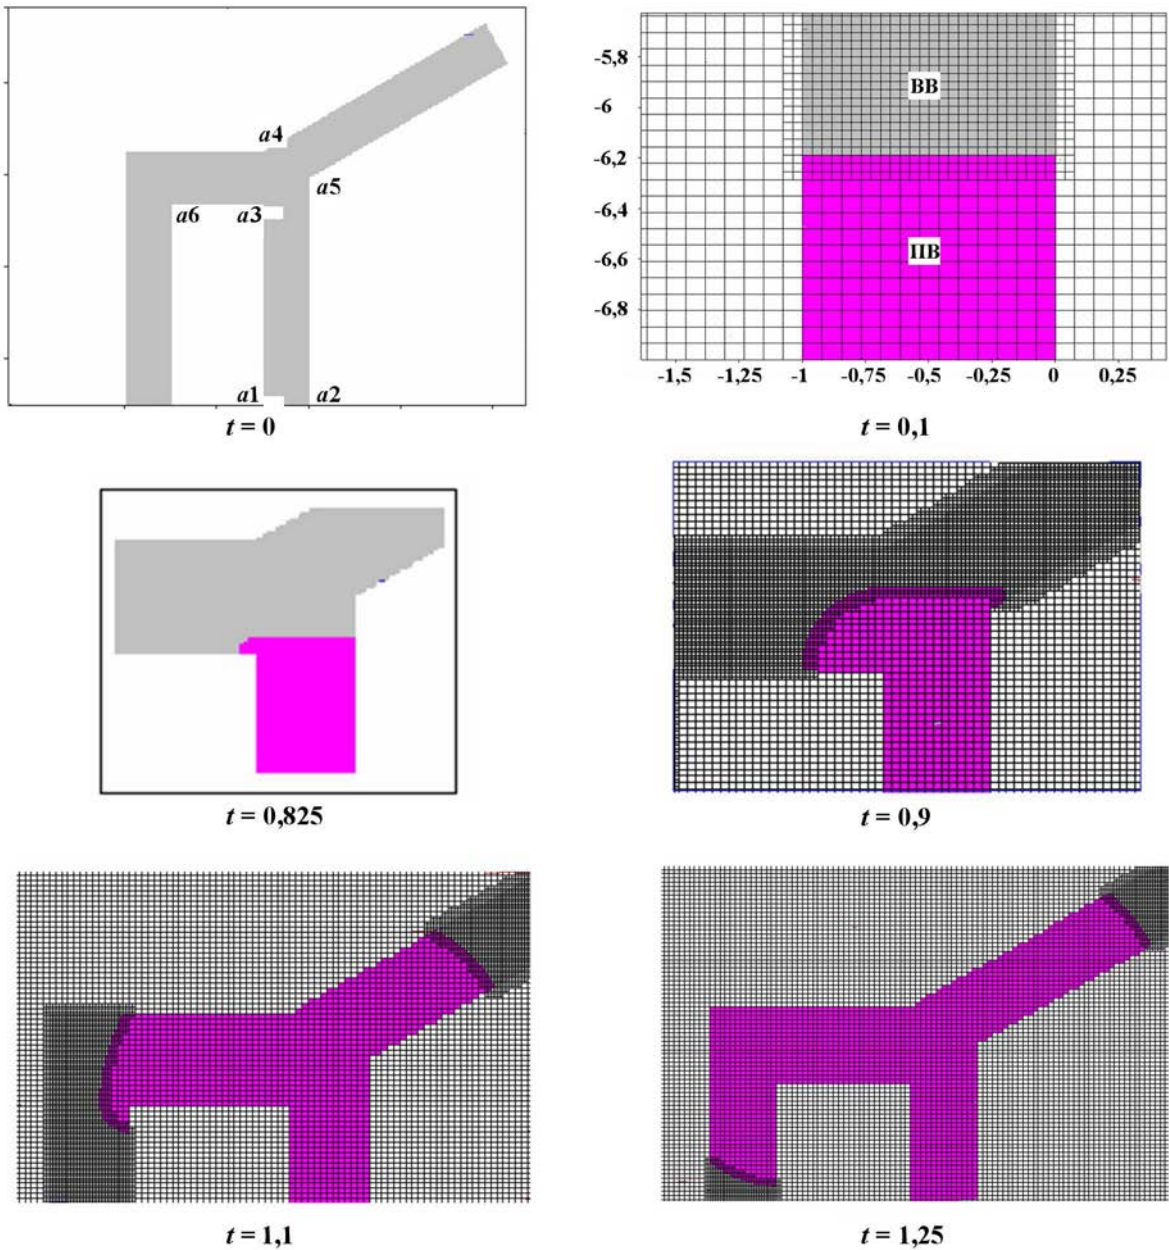 a4
a5
a6
a3
a1
a2
t = 0
-5,8
BB
-6
-6,2
-6,4
ПВ
-6,6
-6,8
-1,5
-1,25
-1
-0,75
-0,5
-0,25
0
0,25
t = 0,1
t = 0,825
t = 0,9
t = 1,1
t = 1,25